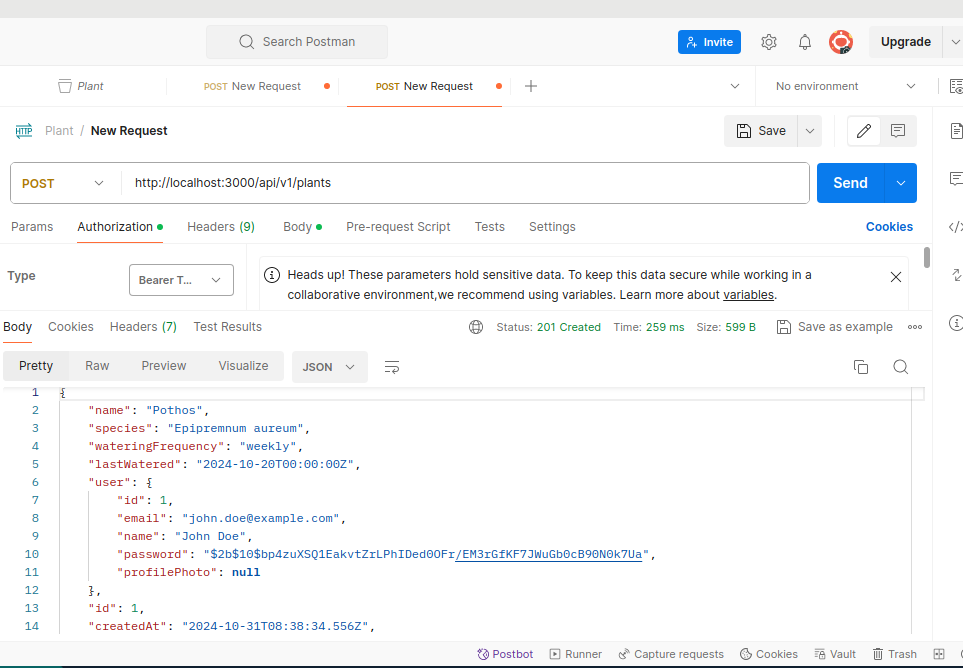 Search Postman
Invite
Upgrade
Plant
POST New Request
POST New Request
No environment
HTTP Plant / New Request
Save
POST http://localhost:3000/api/v1/plants Send
Params Authorization Headers (9) Body Pre-request Script Tests Settings Cookies
Type Bearer T...
Heads up! These parameters hold sensitive data. To keep this data secure while working in a
collaborative environment,we recommend using variables. Learn more about variables.
Body Cookies Headers (7) Test Results Status: 201 Created Time: 259 ms Size: 599 B Save as example
Pretty Raw Preview Visualize JSON
1 {
2 "name": "Pothos",
3 "species": "Epipremnum aureum",
4 "wateringFrequency": "weekly",
5 "lastWatered": "2024-10-20T00:00:00Z",
6 "user": {
7 "id": 1,
8 "email": "john.doe@example.com",
9 "name": "John Doe",
10 "password": "$2b$10$bp4zuXSQ1EakvtZrLPhIDed0OFr/EM3rGfKF7JWuGb0cB90N0k7Ua",
11 "profilePhoto": null
12 },
13 "id": 1,
14 "createdAt": "2024-10-31T08:38:34.556Z",
Postbot Runner Capture requests Cookies Vault Trash